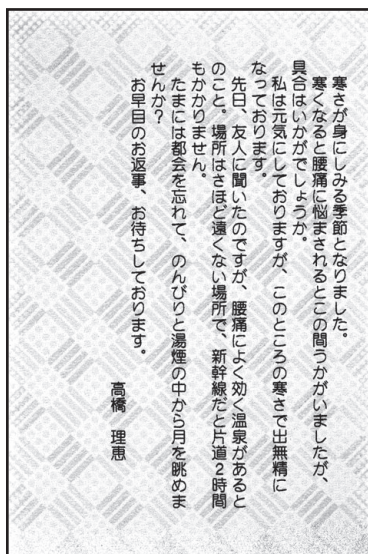 寒さが身にしみる季節となりました。
寒くなると腰痛に悩まされるとこの間うかがいましたが、
具合はいかがでしょうか。
私は元気にしておりますが、このところの寒さで出無精に
なっております。
先日、友人に聞いたのですが、腰痛によく効く温泉があると
のこと。場所はさほど遠くない場所で、新幹線だと片道2時間
もかかりません。
たまには都会を忘れて、のんびりと湯煙の中から月を眺めま
せんか?
お早目のお返事、お待ちしております。
高橋 理恵